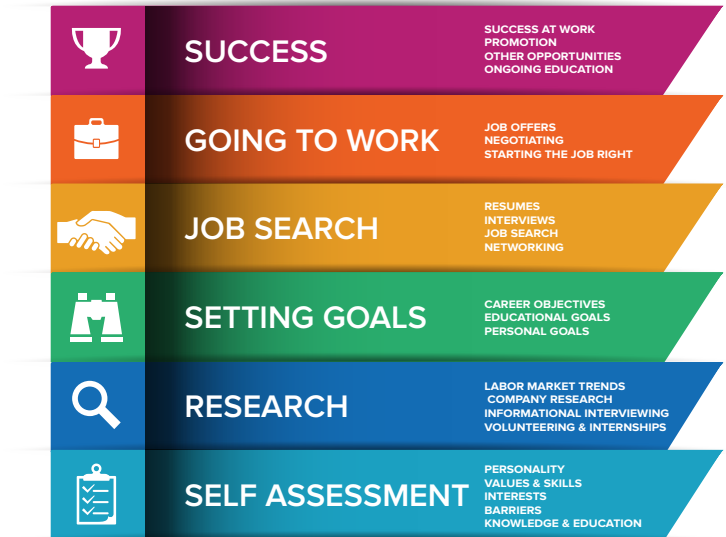 SUCCESS
SUCCESS AT WORK
PROMOTION
OTHER OPPORTUNITIES
ONGOING EDUCATION
GOING TO WORK
JOB OFFERS
NEGOTIATING
STARTING THE JOB RIGHT
JOB SEARCH
RESUMES
INTERVIEWS
JOB SEARCH
NETWORKING
SETTING GOALS
CAREER OBJECTIVES
EDUCATIONAL GOALS
PERSONAL GOALS
RESEARCH
LABOR MARKET TRENDS
COMPANY RESEARCH
INFORMATIONAL INTERVIEWING
VOLUNTEERING & INTERNSHIPS
SELF ASSESSMENT
PERSONALITY
VALUES & SKILLS
INTERESTS
BARRIERS
KNOWLEDGE & EDUCATION